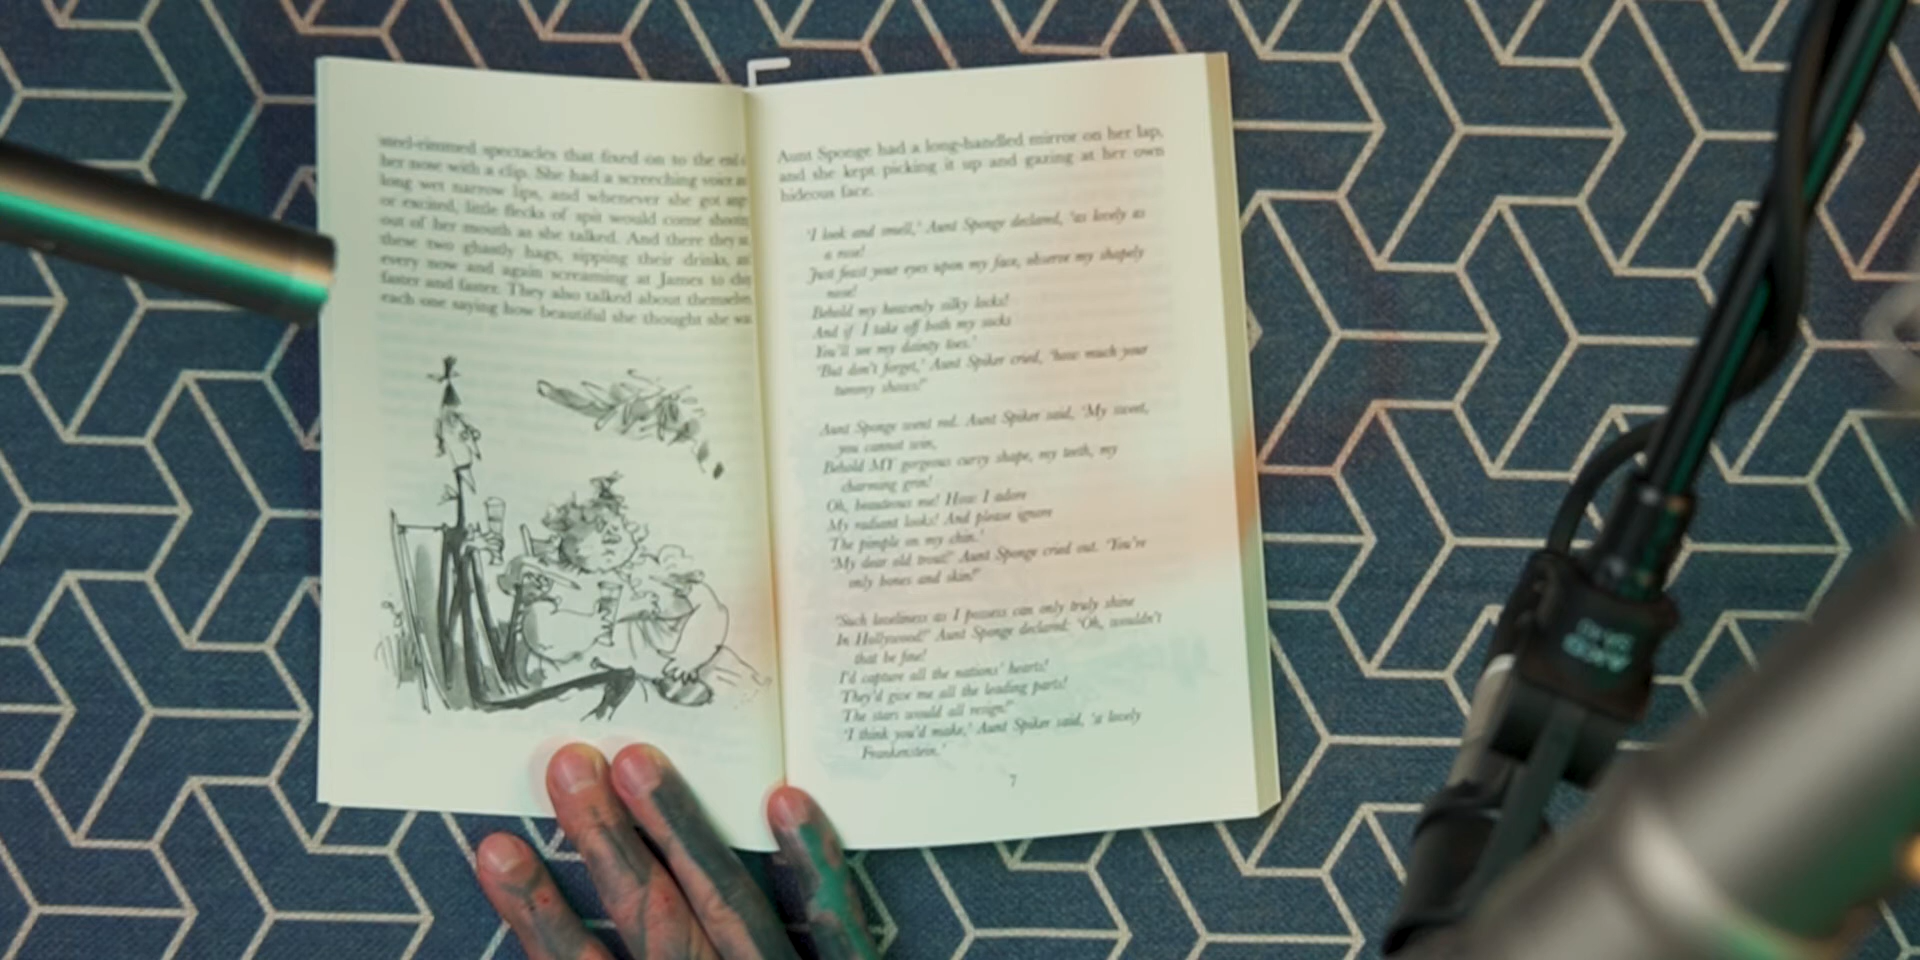 steel-rimmed spectacles that fixed on to the end o
her nose with a clip. She had a screeching voice an
long wet narrow lips, and whenever she got ang
or excited, little flecks of spit would come shooti
out of her mouth as she talked. And there they s
these two ghastly hags, sipping their drinks, an
every now and again screaming at James to cho
faster and faster. They also talked about themselve
each one saying how beautiful she thought she wa
Aunt Sponge had a long-handled mirror on her lap,
and she kept picking it up and gazing at her own
hideous face.
'I look and smell,' Aunt Sponge declared, 'as lovely as
a rose!
Just feast your eyes upon my face, observe my shapely
nose!
Behold my heavenly silky locks!
And if I take off both my socks
You'll see my dainty toes.'
'But don't forget,' Aunt Spiker cried, 'how much your
tummy shows!'
Aunt Sponge went red. Aunt Spiker said, 'My sweet,
you cannot win,
Behold MY gorgeous curvy shape, my teeth, my
charming grin!
Oh, beauteous me! How I adore
My radiant looks! And please ignore
The pimple on my chin.'
'My dear old trout!' Aunt Sponge cried out. 'You're
only bones and skin!'
'Such loveliness as I possess can only truly shine
In Hollywood!' Aunt Sponge declared: 'Oh, wouldn't
that be fine!
I'd capture all the nations' hearts!
They'd give me all the leading parts!
The stars would all resign!'
'I think you'd make,' Aunt Spiker said, 'a lovely
Frankenstein.'
7